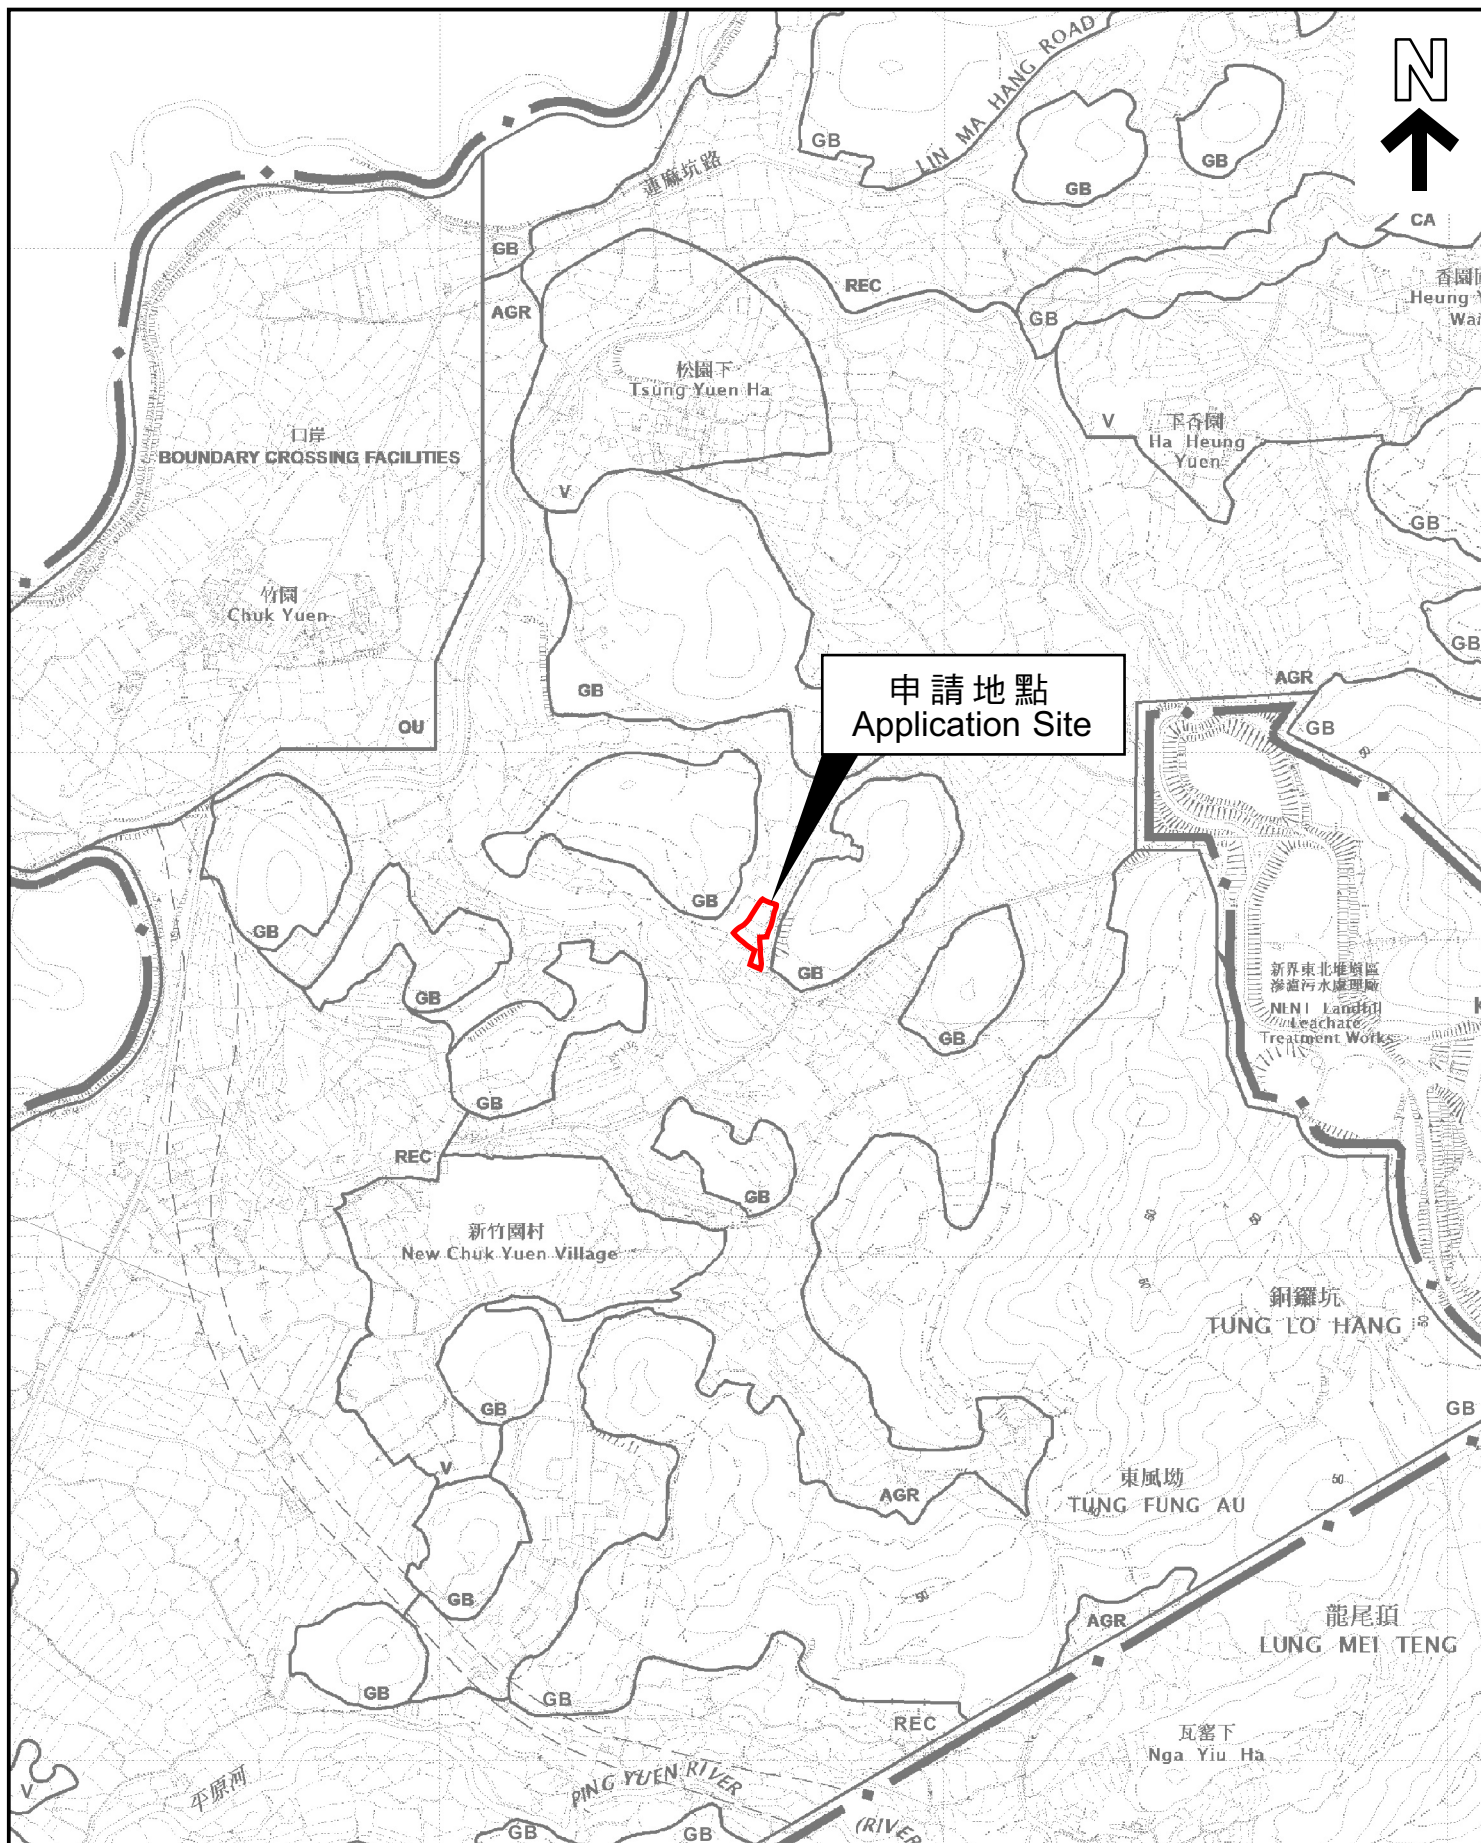 N
LIN MA HANG ROAD
GB
GB
GB
蓮麻坑路
CA
GB
REC
AGR
GB
香園
Heung
松園下
Tsung Yuen Ha
V
下香園
Ha Heung
Yuen
口岸
BOUNDARY CROSSING FACILITIES
V
GB
竹園
Chuk Yuen
GB
申請地點
Application Site
AGR
GB
OU
GB
GB
GB
GB
GB
新界東北堆填區
滲濾污水處理廠
NENT Landfill
Leachate
Treatment Works
GB
GB
GB
REC
GB
50
新竹園村
New Chuk Yuen Village
銅鑼坑
TUNG LO HANG
GB
GB
V
AGR
東風坳
TUNG FUNG AU
50
GB
50
AGR
龍尾頂
LUNG MEI TENG
GB
GB
REC
瓦窰下
Nga Yiu Ha
平原河
PING YUEN RIVER
V
GB
GB